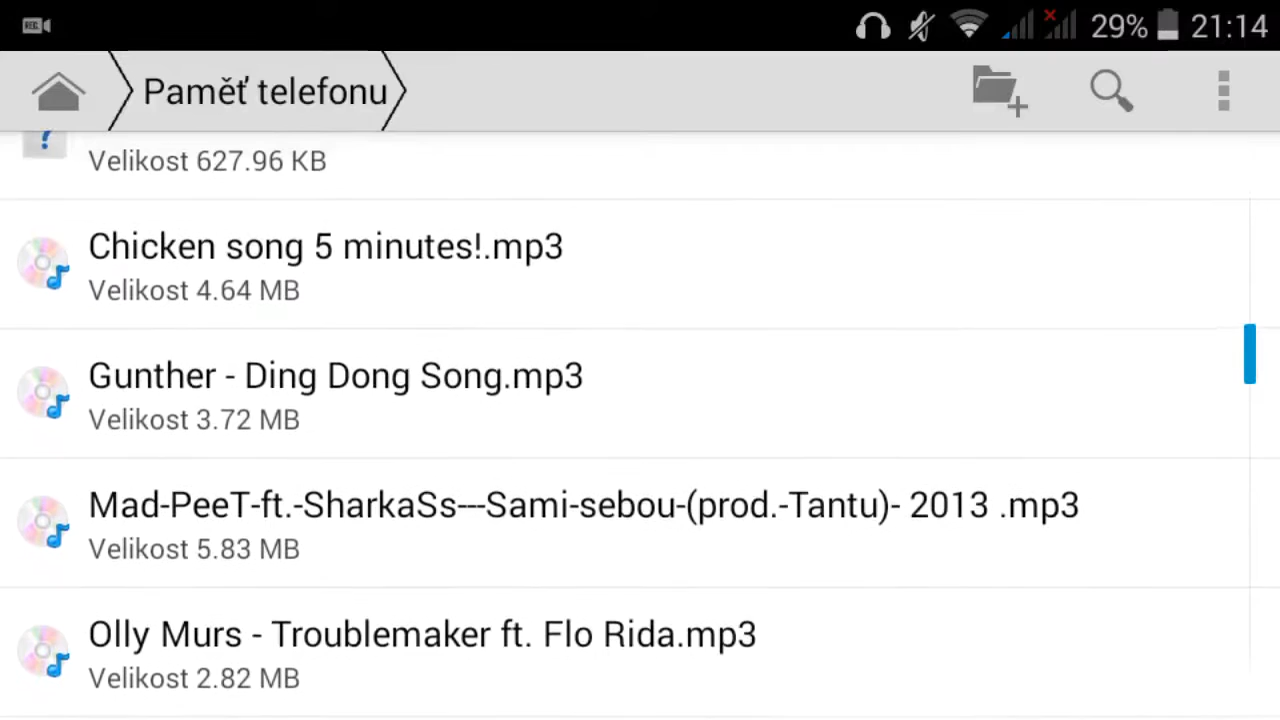 REC
29% 21:14
Paměť telefonu
?
Velikost 627.96 KB
Chicken song 5 minutes!.mp3
Velikost 4.64 MB
Gunther - Ding Dong Song.mp3
Velikost 3.72 MB
Mad-PeeT-ft.-SharkaSs---Sami-sebou-(prod.-Tantu)- 2013 .mp3
Velikost 5.83 MB
Olly Murs - Troublemaker ft. Flo Rida.mp3
Velikost 2.82 MB